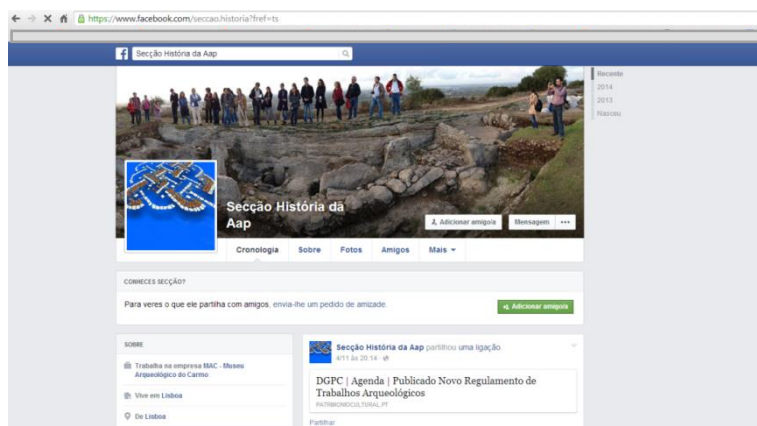 https://www.facebook.com/seccao.historia?fref=ts
Secção História da Aap
Recente
2014
2013
Nasceu
Secção História da
Aap
Adicionar amigo/a
Mensagem
Cronologia Sobre Fotos Amigos Mais
CONHECES SECÇÃO?
Para veres o que ele partilha com amigos, envia-lhe um pedido de amizade.
Adicionar amigo/a
SOBRE
Trabalha na empresa MAC - Museu
Arqueológico do Carmo
Vive em Lisboa
De Lisboa
Secção História da Aap partilhou uma ligação
4/11 às 20:14
DGPC | Agenda | Publicado Novo Regulamento de
Trabalhos Arqueológicos
PATRIMONIOCULTURAL.PT
Partilhar